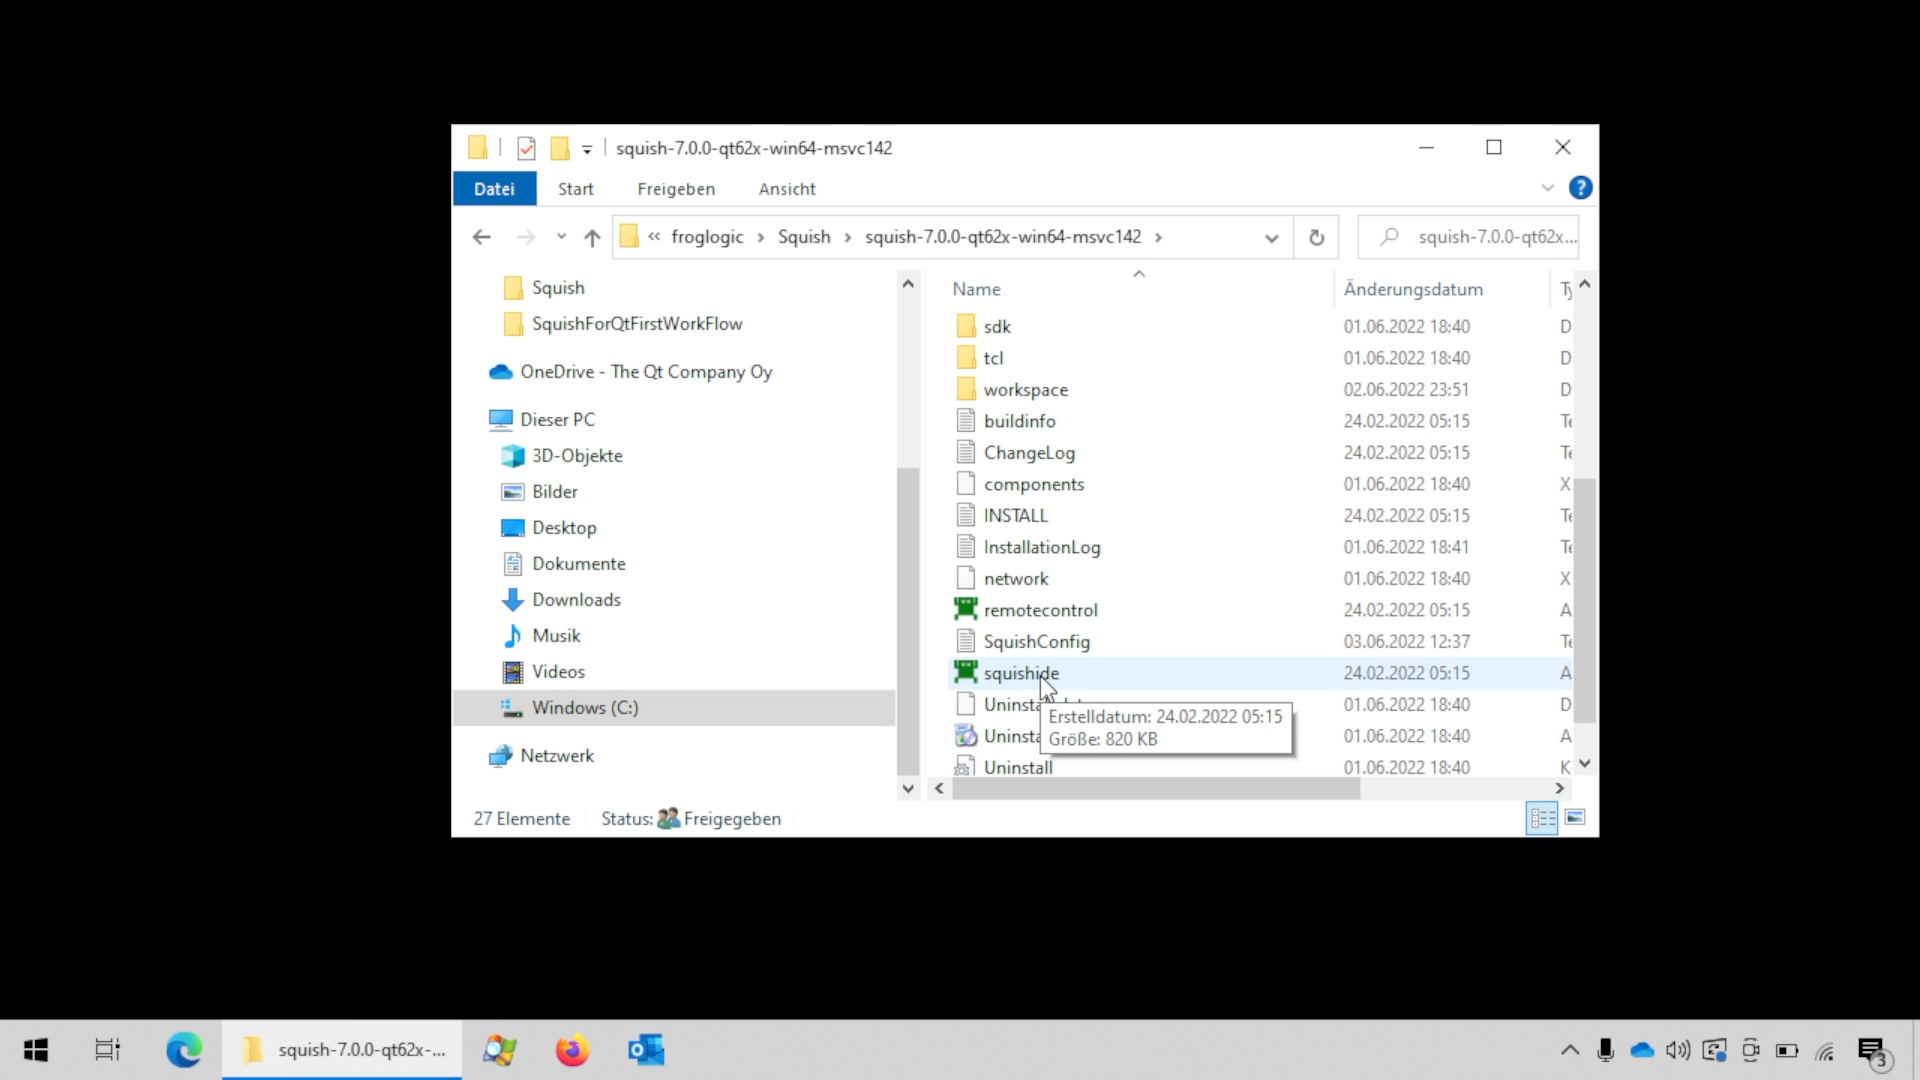 squish-7.0.0-qt62x-win64-msvc142
Datei Start Freigeben Ansicht
« froglogic › Squish › squish-7.0.0-qt62x-win64-msvc142 › squish-7.0.0-qt62x...
Squish
SquishForQtFirstWorkFlow
OneDrive - The Qt Company Oy
Dieser PC
3D-Objekte
Bilder
Desktop
Dokumente
Downloads
Musik
Videos
Windows (C:)
Netzwerk
Name Änderungsdatum
sdk 01.06.2022 18:40 D
tcl 01.06.2022 18:40 D
workspace 02.06.2022 23:51 D
buildinfo 24.02.2022 05:15 Te
ChangeLog 24.02.2022 05:15 Te
components 01.06.2022 18:40 X
INSTALL 24.02.2022 05:15 Te
InstallationLog 01.06.2022 18:41 Te
network 01.06.2022 18:40 X
remotecontrol 24.02.2022 05:15 A
SquishConfig 03.06.2022 12:37 Te
squishide 24.02.2022 05:15 A
01.06.2022 18:40 D
01.06.2022 18:40 A
Uninstall 01.06.2022 18:40 K
Erstelldatum: 24.02.2022 05:15
Größe: 820 KB
27 Elemente Status: Freigegeben
squish-7.0.0-qt62x-...
3